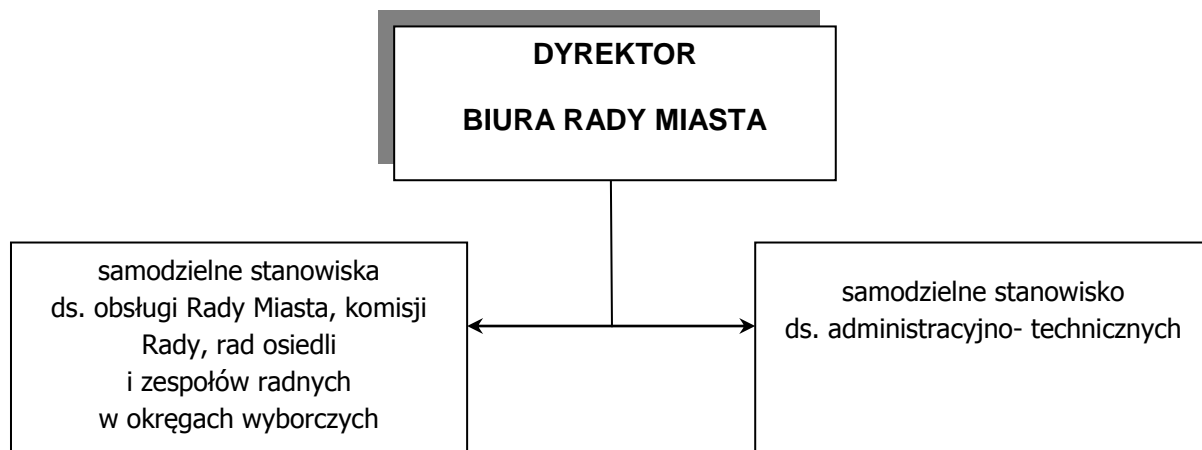 DYREKTOR
BIURA RADY MIASTA
samodzielne stanowiska
ds. obsługi Rady Miasta, komisji
Rady, rad osiedli
i zespołów radnych
w okręgach wyborczych
samodzielne stanowisko
ds. administracyjno- technicznych